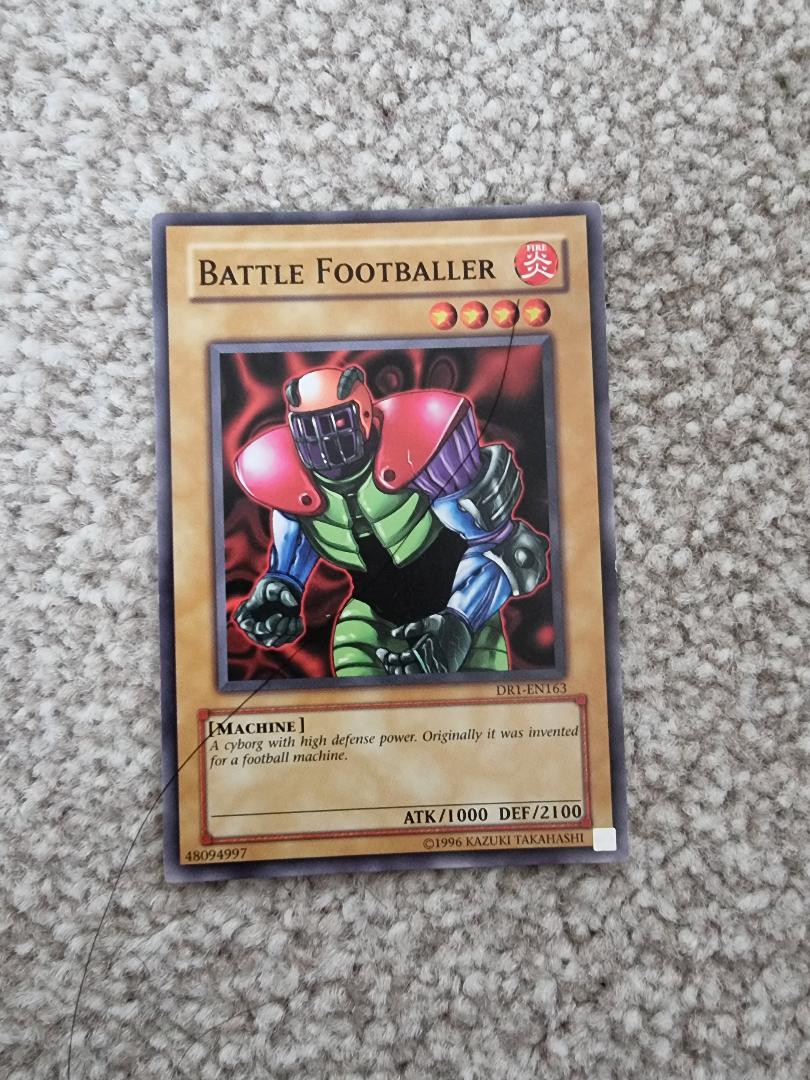 BATTLE FOOTBALLER
FIRE
炎
DR1-EN163
[MACHINE]
A cyborg with high defense power. Originally it was invented
for a football machine.
ATK/1000 DEF/2100
48094997
©1996 KAZUKI TAKAHASHI